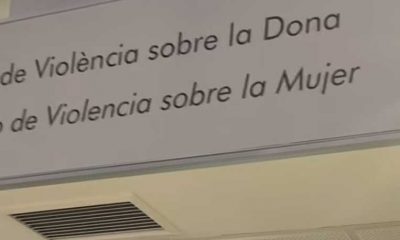 de Violència sobre la Dona
de Violencia sobre la Mujer